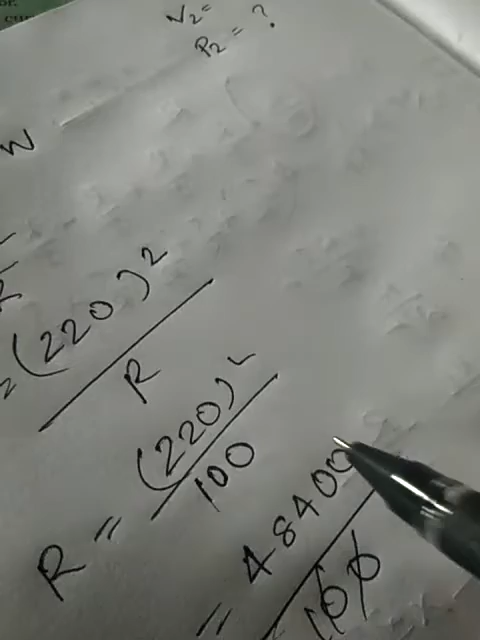 V2=
P2 = ?
W
(220)²
R
R = (220)²
100
= 48400
100